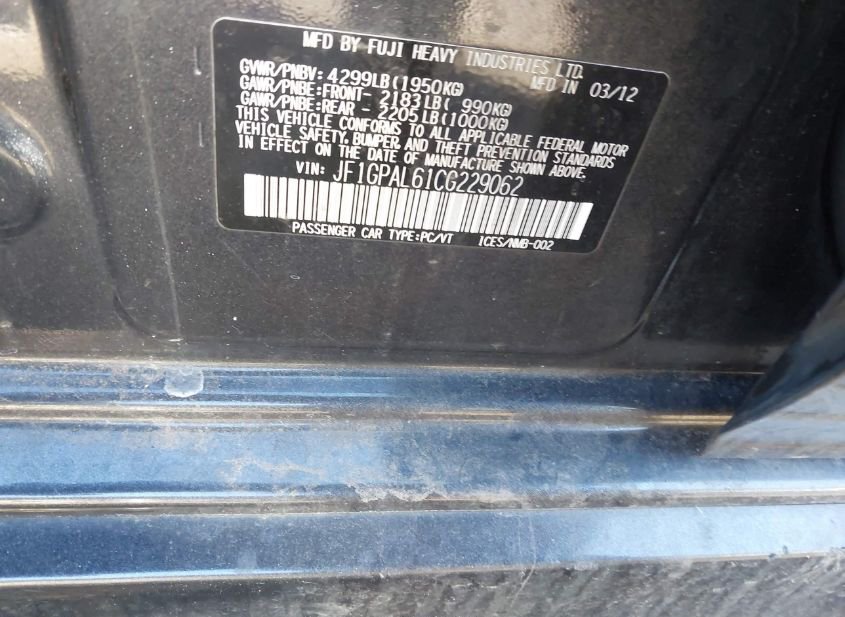 MFD BY FUJI HEAVY INDUSTRIES LTD.
GVWR/PNBV: 4299LB(1950KG) MFD IN 03/12
GAWR/PNBE:FRONT- 2183LB( 990KG)
GAWR/PNBE:REAR - 2205LB(1000KG)
THIS VEHICLE CONFORMS TO ALL APPLICABLE FEDERAL MOTOR
VEHICLE SAFETY, BUMPER, AND THEFT PREVENTION STANDARDS
IN EFFECT ON THE DATE OF MANUFACTURE SHOWN ABOVE.
VIN: JF1GPAL61CG229062
PASSENGER CAR TYPE:PC/VT ICES/NMB-002